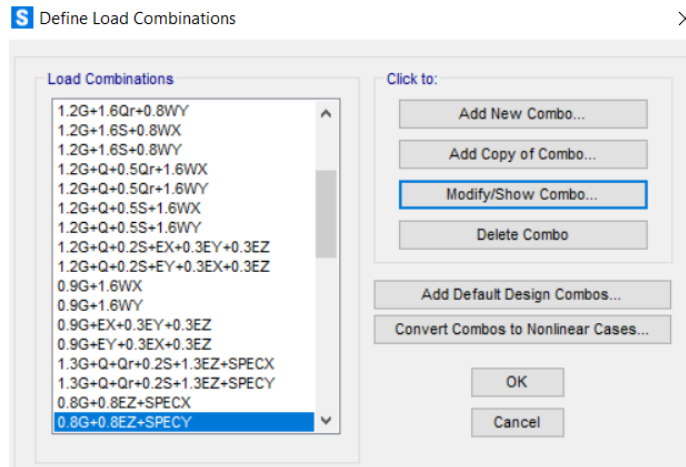 S Define Load Combinations
Load Combinations
1.2G+1.6Qr+0.8WY
1.2G+1.6S+0.8WX
1.2G+1.6S+0.8WY
1.2G+Q+0.5Qr+1.6WX
1.2G+Q+0.5Qr+1.6WY
1.2G+Q+0.5S+1.6WX
1.2G+Q+0.5S+1.6WY
1.2G+Q+0.2S+EX+0.3EY+0.3EZ
1.2G+Q+0.2S+EY+0.3EX+0.3EZ
0.9G+1.6WX
0.9G+1.6WY
0.9G+EX+0.3EY+0.3EZ
0.9G+EY+0.3EX+0.3EZ
1.3G+Q+Qr+0.2S+1.3EZ+SPECX
1.3G+Q+Qr+0.2S+1.3EZ+SPECY
0.8G+0.8EZ+SPECX
0.8G+0.8EZ+SPECY
Click to:
Add New Combo...
Add Copy of Combo...
Modify/Show Combo...
Delete Combo
Add Default Design Combos...
Convert Combos to Nonlinear Cases...
OK
Cancel